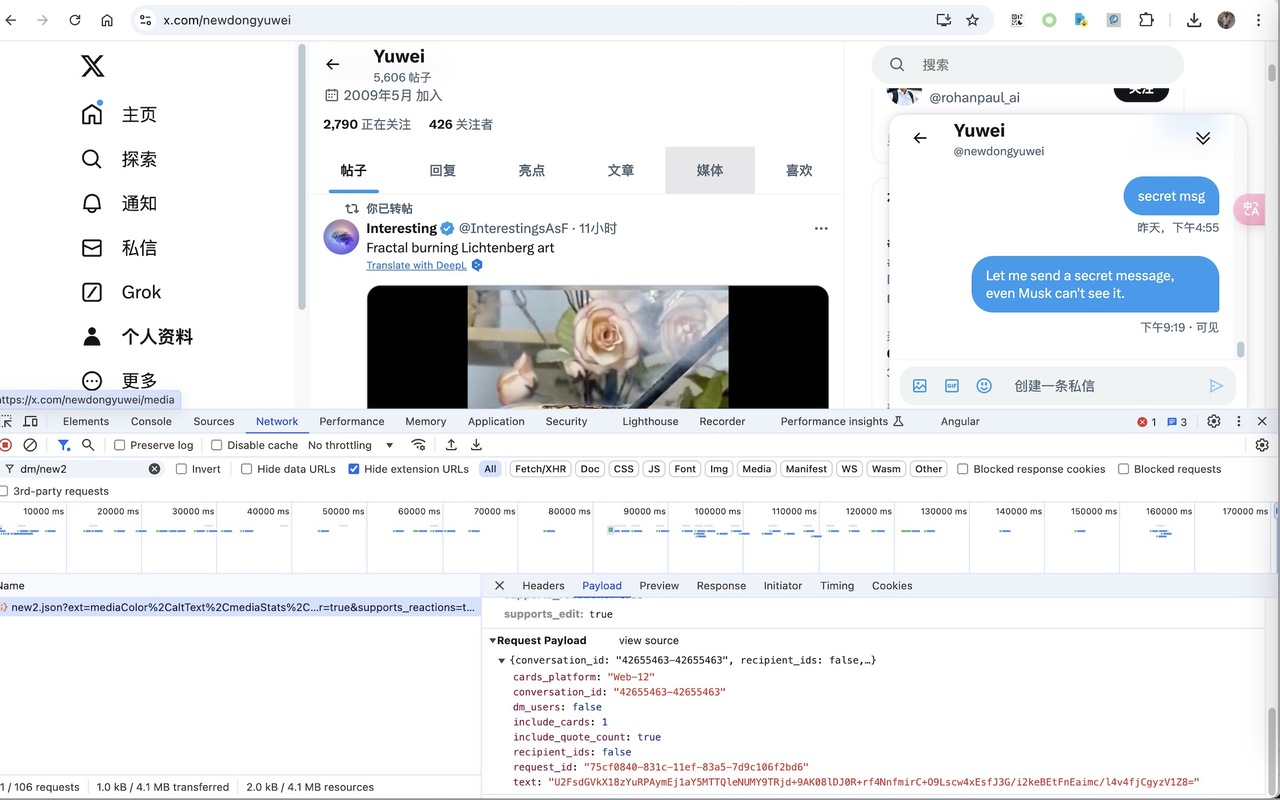 x.com/newdongyuwei
Yuwei
5,606 帖子
2009年5月 加入
2,790 正在关注 426 关注者
主页
探索
通知
私信
Grok
个人资料
更多
帖子 回复 亮点 文章 媒体 喜欢
你已转帖
Interesting @InterestingsAsF · 11小时
Fractal burning Lichtenberg art
Translate with DeepL
搜索
@rohanpaul_ai
关注
Yuwei
@newdongyuwei
secret msg
昨天，下午4:55
Let me send a secret message,
even Musk can't see it.
下午9:19 · 可见
创建一条私信
中A
https://x.com/newdongyuwei/media
Elements Console Sources Network Performance Memory Application Security Lighthouse Recorder Performance insights Angular 1 3
Preserve log Disable cache No throttling
dm/new2 Invert Hide data URLs Hide extension URLs All Fetch/XHR Doc CSS JS Font Img Media Manifest WS Wasm Other Blocked response cookies Blocked requests
3rd-party requests
10000 ms 20000 ms 30000 ms 40000 ms 50000 ms 60000 ms 70000 ms 80000 ms 90000 ms 100000 ms 110000 ms 120000 ms 130000 ms 140000 ms 150000 ms 160000 ms 170000 ms
Name
new2.json?ext=mediaColor%2CaltText%2CmediaStats%2C...r=true&supports_reactions=t...
Headers Payload Preview Response Initiator Timing Cookies
supports_edit: true
Request Payload view source
{conversation_id: "42655463-42655463", recipient_ids: false,…}
cards_platform: "Web-12"
conversation_id: "42655463-42655463"
dm_users: false
include_cards: 1
include_quote_count: true
recipient_ids: false
request_id: "75cf0840-831c-11ef-83a5-7d9c106f2bd6"
text: "U2FsdGVkX18zYuRPAymEj1aY5MTTQleNUMY9TRjd+9AK08lDJ0R+rf4NnfmirC+O9Lscw4xEsfJ3G/i2keBEtFnEaimc/l4v4fjCgyzV1Z8="
1 / 106 requests 1.0 kB / 4.1 MB transferred 2.0 kB / 4.1 MB resources